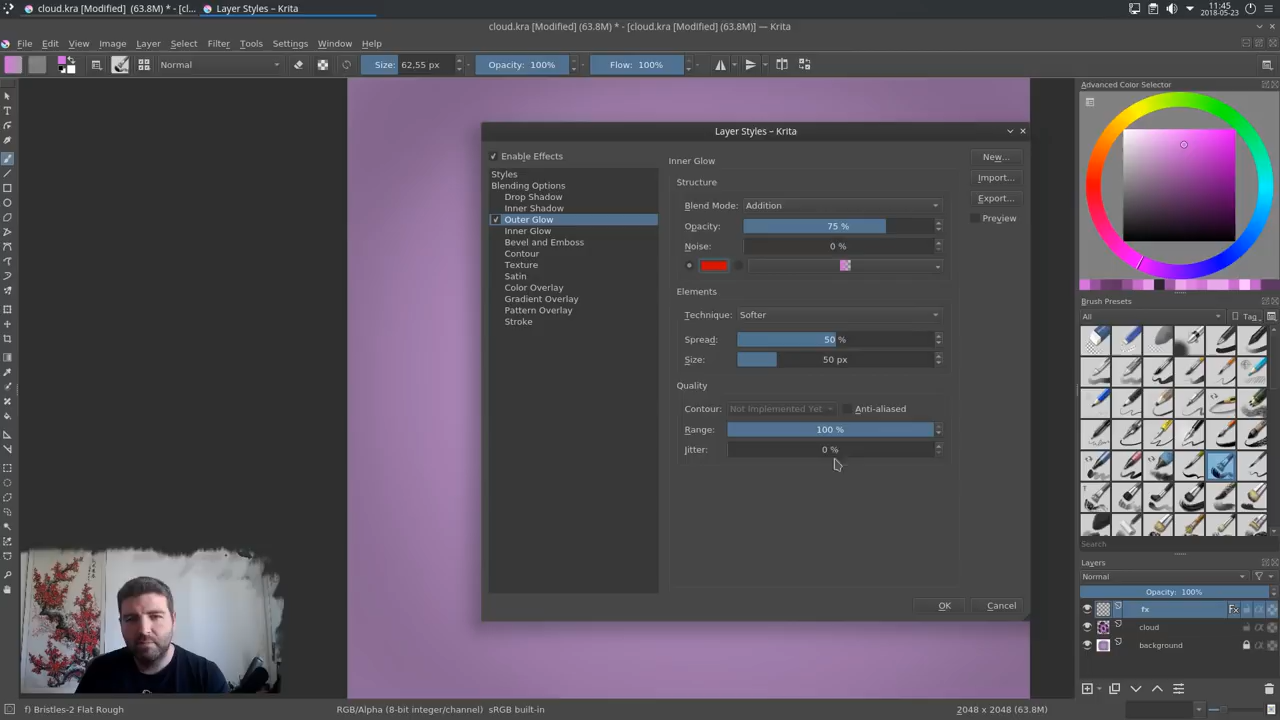 cloud.kra [Modified] (63.8M) * - [cl...
Layer Styles – Krita
11:45
2018-05-23
cloud.kra [Modified] (63.8M) * - [cloud.kra [Modified] (63.8M)] — Krita
File Edit View Image Layer Select Filter Tools Settings Window Help
Normal
Size: 62,55 px
Opacity: 100%
Flow: 100%
Advanced Color Selector
Layer Styles – Krita
Enable Effects
Styles
Blending Options
Drop Shadow
Inner Shadow
Outer Glow
Inner Glow
Bevel and Emboss
Contour
Texture
Satin
Color Overlay
Gradient Overlay
Pattern Overlay
Stroke
Inner Glow
Structure
Blend Mode: Addition
Opacity: 75 %
Noise: 0 %
Elements
Technique: Softer
Spread: 50 %
Size: 50 px
Quality
Contour: Not Implemented Yet Anti-aliased
Range: 100 %
Jitter: 0 %
New...
Import...
Export...
Preview
OK Cancel
Brush Presets
All Tag
Search
Layers
Normal
Opacity: 100%
fx Fx
cloud
background
f) Bristles-2 Flat Rough
RGB/Alpha (8-bit integer/channel) sRGB built-in
2048 x 2048 (63.8M)